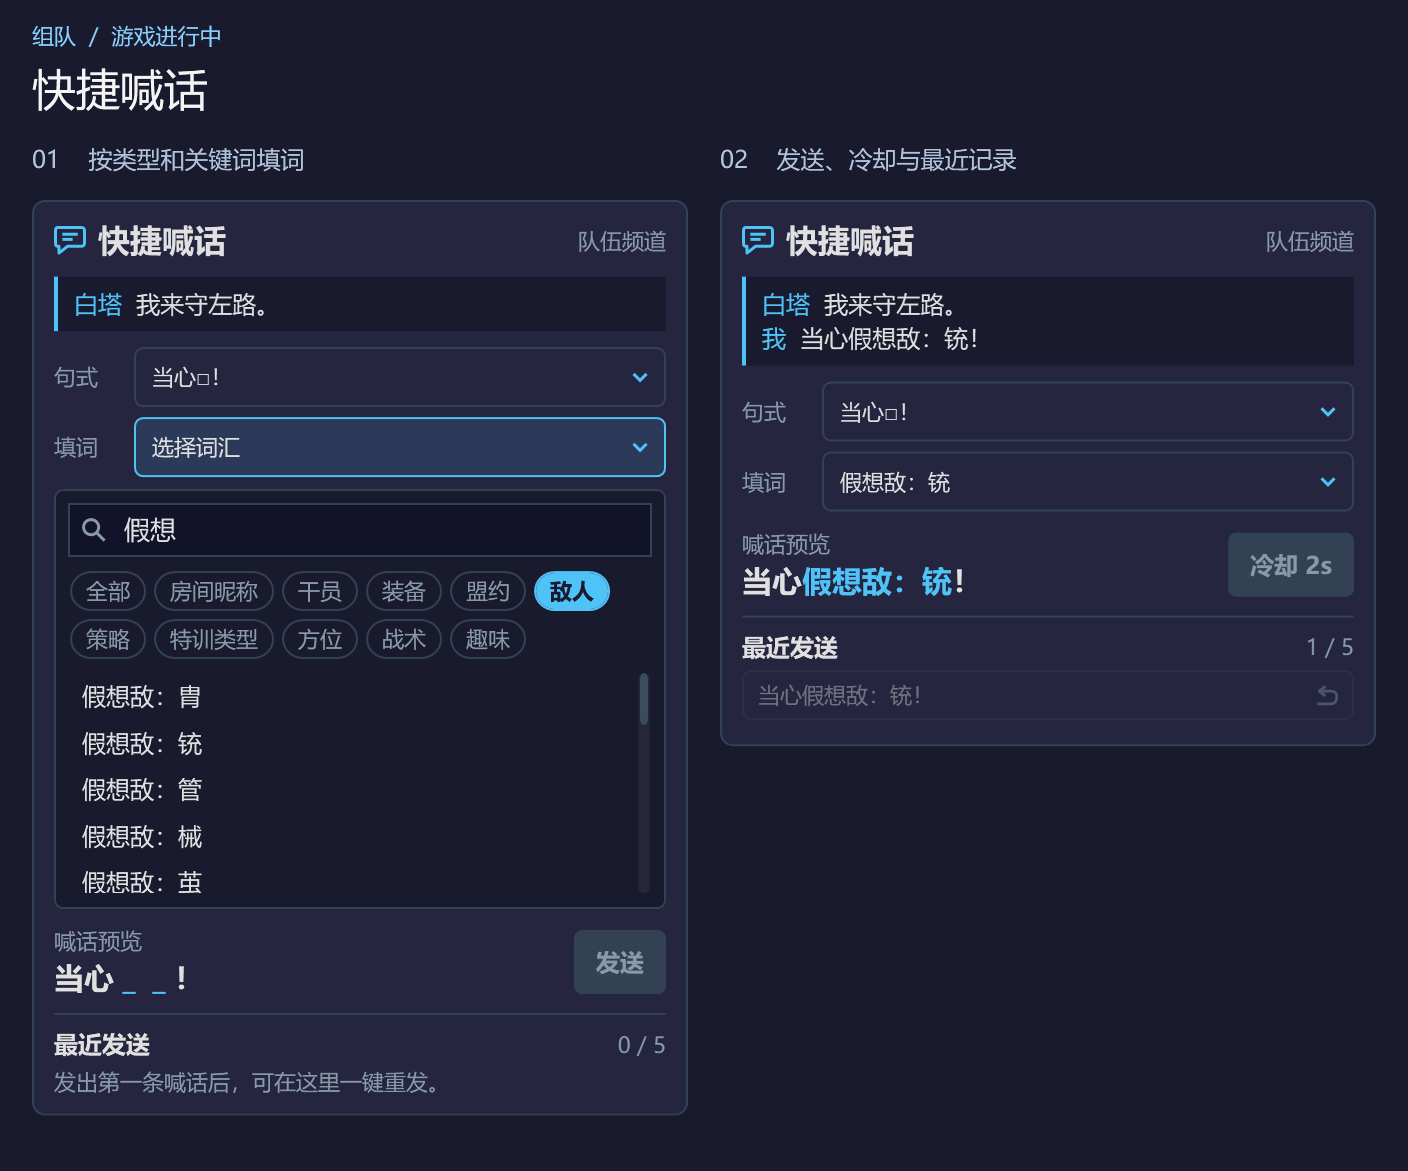 组队 / 游戏进行中
快捷喊话
01 按类型和关键词填词
快捷喊话 队伍频道
白塔 我来守左路。
句式 当心□！
填词 选择词汇
假想
全部 房间昵称 干员 装备 盟约 敌人
策略 特训类型 方位 战术 趣味
假想敌：胄
假想敌：铳
假想敌：管
假想敌：械
假想敌：茧
喊话预览
当心 _ _ ！
发送
最近发送 0 / 5
发出第一条喊话后，可在这里一键重发。
02 发送、冷却与最近记录
快捷喊话 队伍频道
白塔 我来守左路。
我 当心假想敌：铳！
句式 当心□！
填词 假想敌：铳
喊话预览
当心假想敌：铳！
冷却 2s
最近发送 1 / 5
当心假想敌：铳！